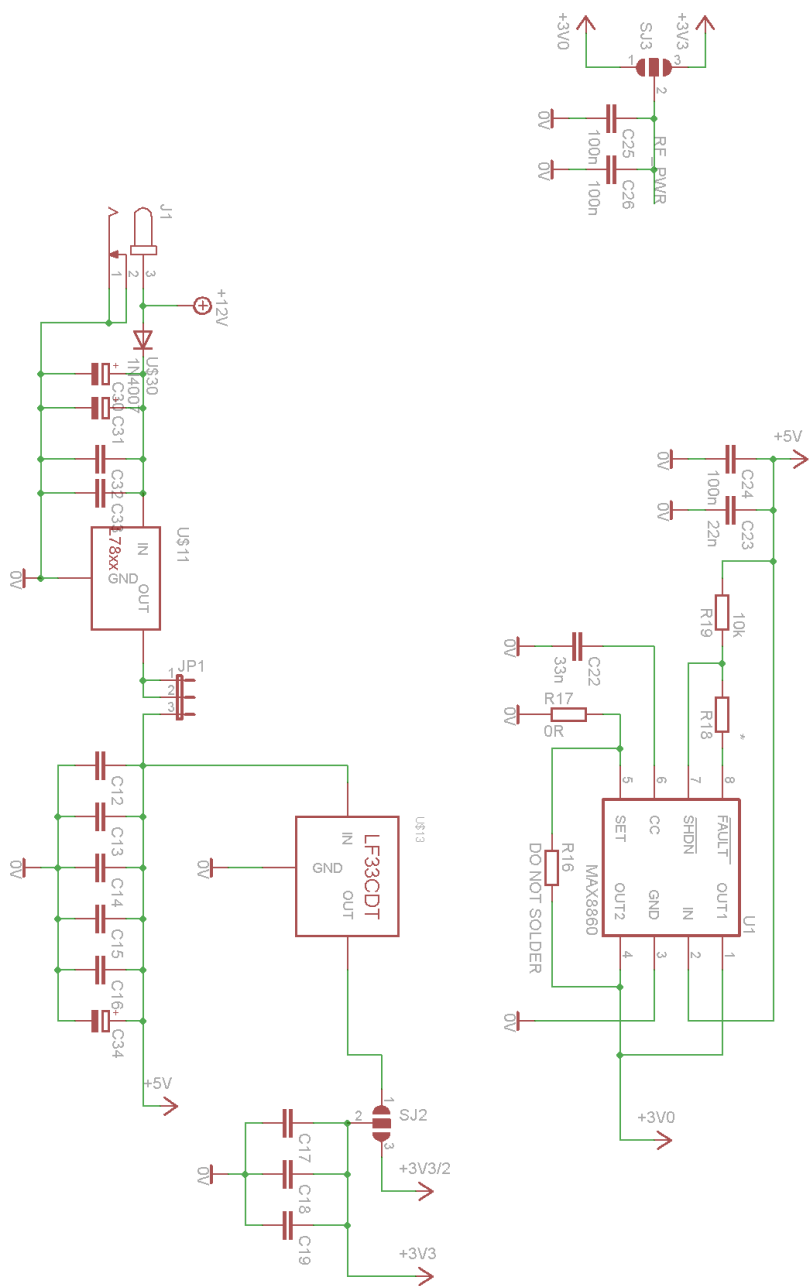 +3V0
SJ3
+3V3
1
3
2
0V
C25
100n
RF_PWR
0V
C26
100n
J1
1
2
3
+12V
U$30
1N4007
+
C30
+
C31
C32
C33
U$11
L78xx
IN
GND
OUT
0V
JP1
1
2
3
C12
C13
C14
C15
C16
+
C34
0V
+5V
U$13
LF33CDT
IN
GND
OUT
0V
1
2
3
SJ2
+3V3/2
C17
C18
C19
0V
+3V3
+5V
0V
C24
100n
0V
C23
22n
R19
10k
R18
*
0V
C22
33n
R17
0R
0V
5
6
7
8
SET
CC
SHDN
FAULT
OUT2
GND
IN
OUT1
4
3
2
1
U1
MAX8860
R16
DO NOT SOLDER
0V
+3V0